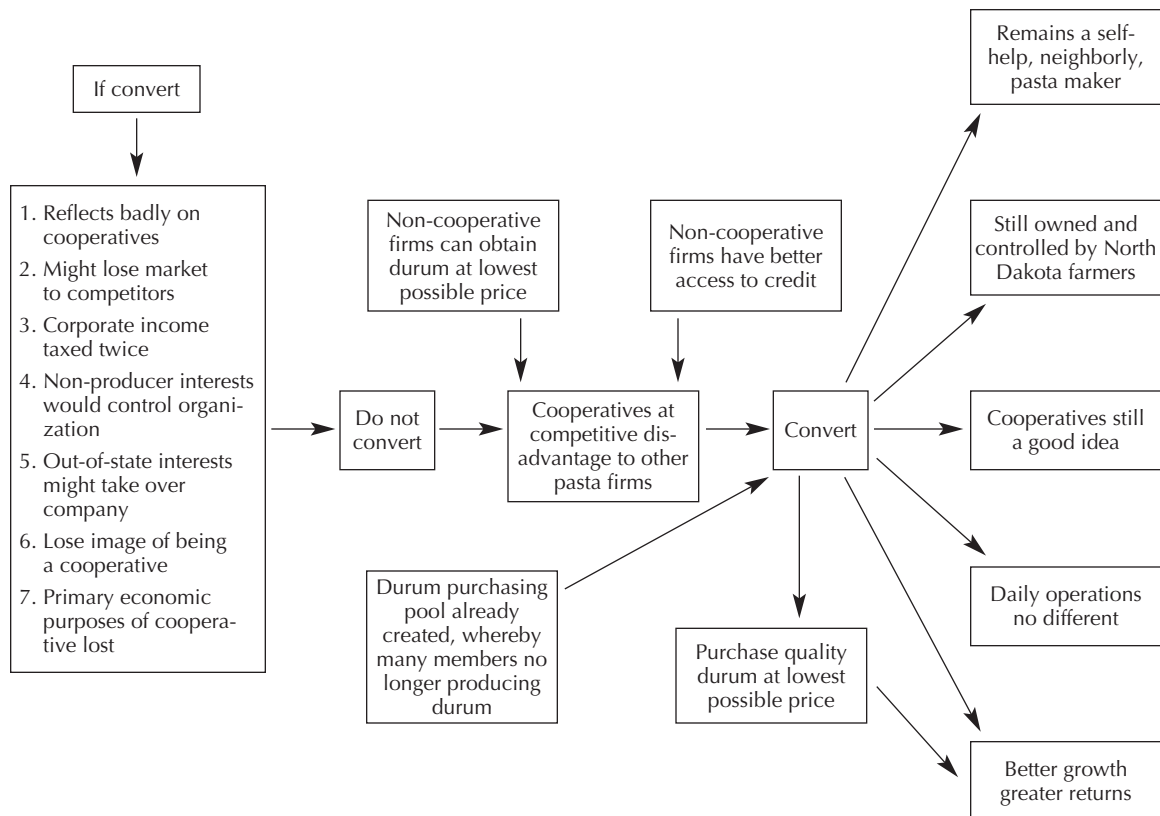 If convert
1. Reflects badly on
cooperatives
2. Might lose market
to competitors
3. Corporate income
taxed twice
4. Non-producer interests
would control organi-
zation
5. Out-of-state interests
might take over
company
6. Lose image of being
a cooperative
7. Primary economic
purposes of coopera-
tive lost
Do not
convert
Non-cooperative
firms can obtain
durum at lowest
possible price
Non-cooperative
firms have better
access to credit
Cooperatives at
competitive dis-
advantage to other
pasta firms
Durum purchasing
pool already
created, whereby
many members no
longer producing
durum
Convert
Purchase quality
durum at lowest
possible price
Remains a self-
help, neighborly,
pasta maker
Still owned and
controlled by North
Dakota farmers
Cooperatives still
a good idea
Daily operations
no different
Better growth
greater returns